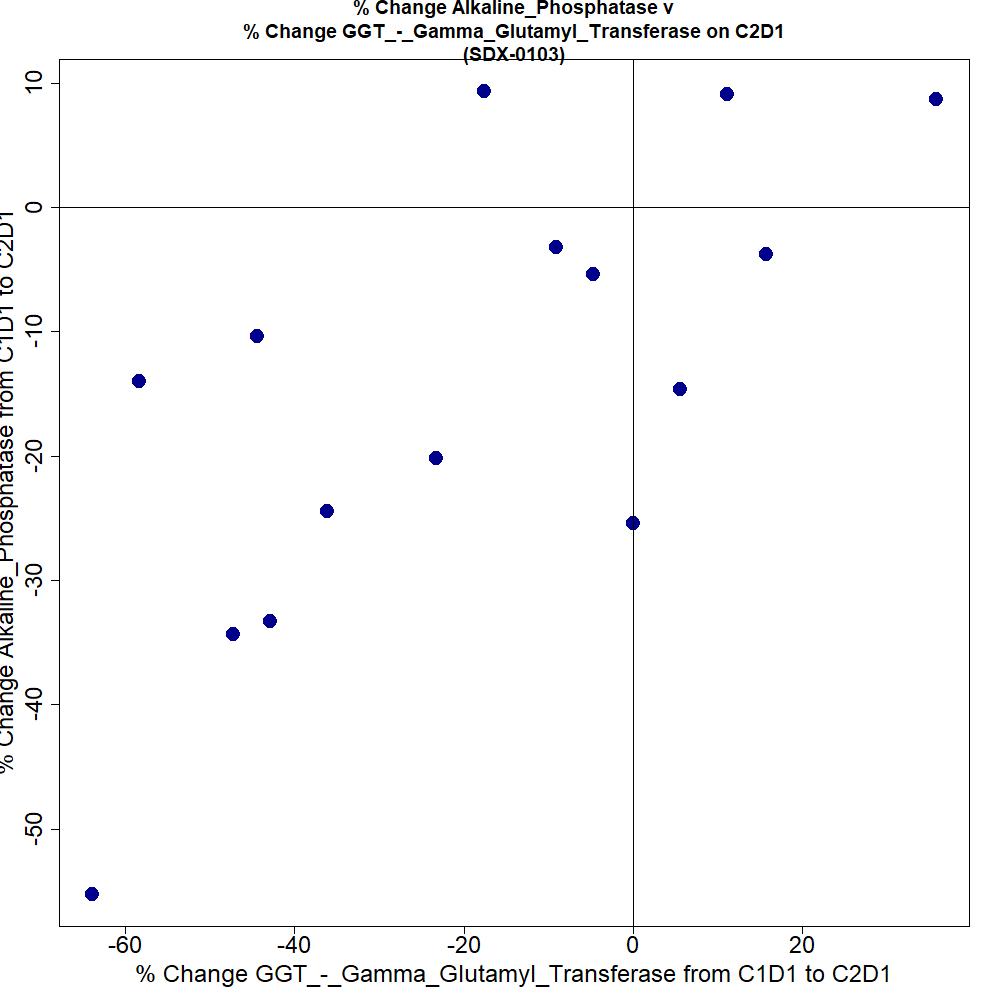 % Change Alkaline_Phosphatase v
% Change GGT_-_Gamma_Glutamyl_Transferase on C2D1
(SDX-0103)
% Change Alkaline_Phosphatase from C1D1 to C2D1
10
0
-10
-20
-30
-40
-50
-60
-40
-20
0
20
% Change GGT_-_Gamma_Glutamyl_Transferase from C1D1 to C2D1